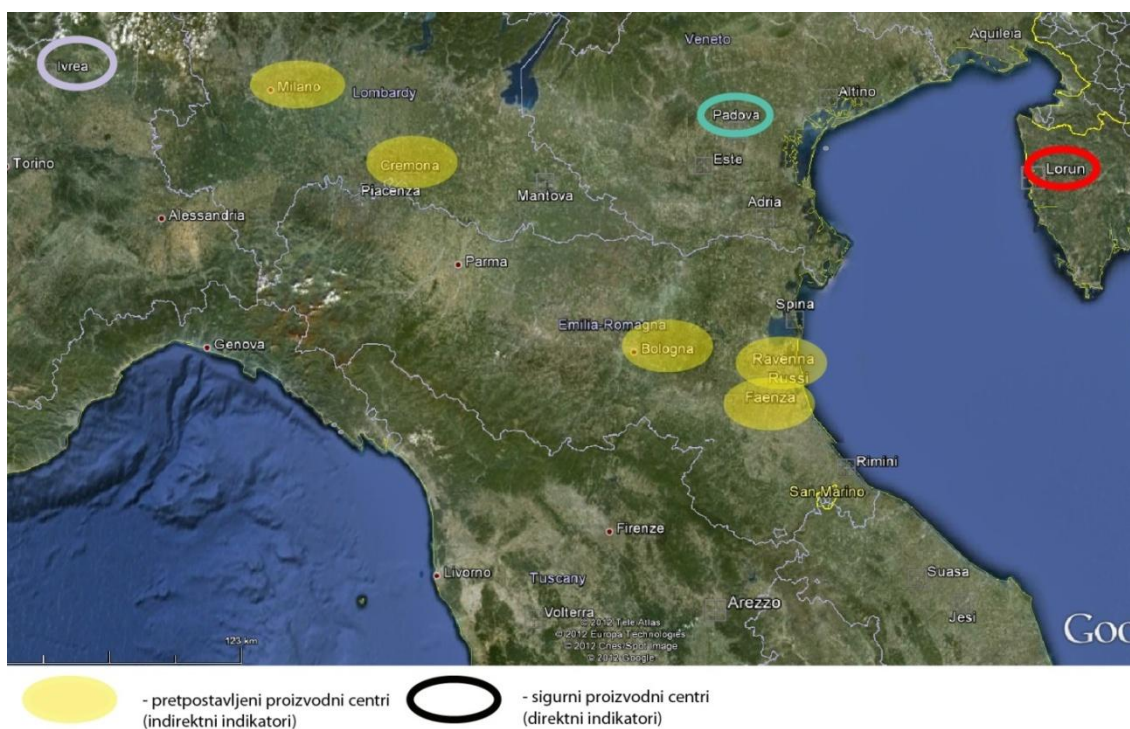 Aquileia
Veneto
Ivrea
Milano
Lombardy
Altino
Padova
Este
Lorun
Torino
Cremona
Piacenza
Mantova
Adria
Alessandria
Parma
Spina
Emilia-Romagna
Genova
Bologna
Ravenna
Russi
Faenza
Rimini
San Marino
Firenze
Livorno
Tuscany
Suasa
Volterra
Arezzo
Jesi
© 2012 Tele Atlas
© 2012 Europa Technologies
© 2012 Cnes/Spot Image
© 2012 Google
Goo
123 km
- pretpostavljeni proizvodni centri
(indirektni indikatori)
- sigurni proizvodni centri
(direktni indikatori)